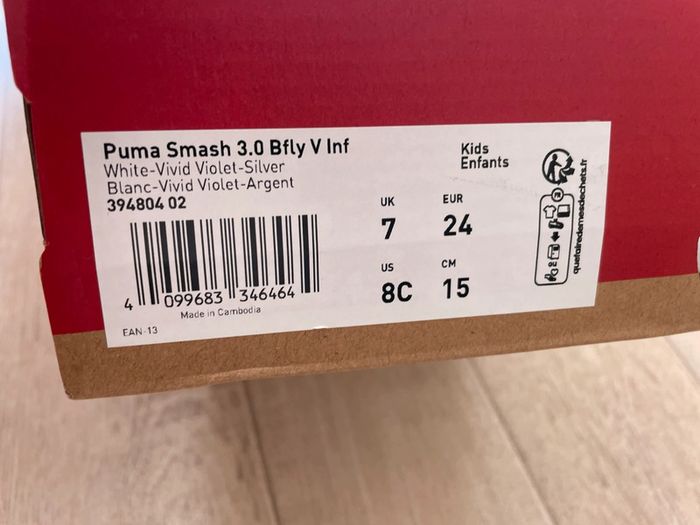 Puma Smash 3.0 Bfly V Inf
White-Vivid Violet-Silver
Blanc-Vivid Violet-Argent
394804 02
4 099683 346464
Made in Cambodia
EAN-13
Kids
Enfants
UK EUR
7 24
US CM
8C 15
quefairedemesdechets.fr